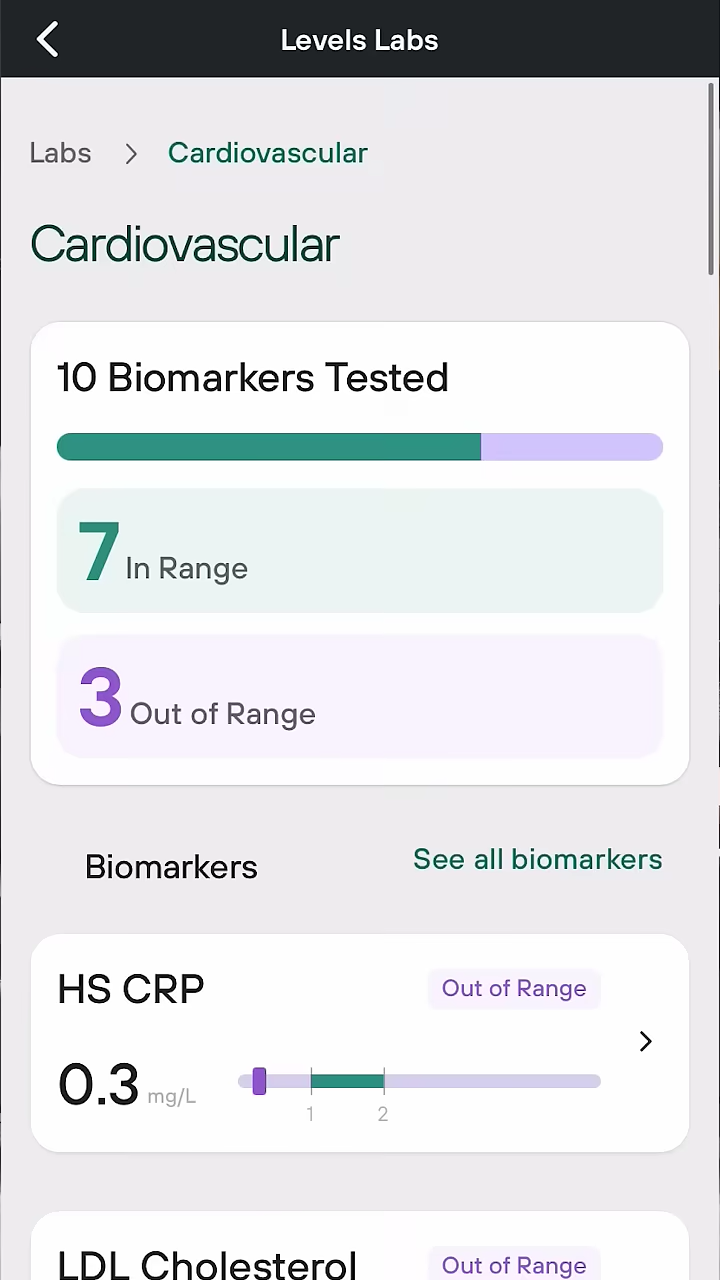 Levels Labs
Labs > Cardiovascular
Cardiovascular
10 Biomarkers Tested
7 In Range
3 Out of Range
Biomarkers See all biomarkers
HS CRP Out of Range
0.3 mg/L
1 2
LDL Cholesterol Out of Range